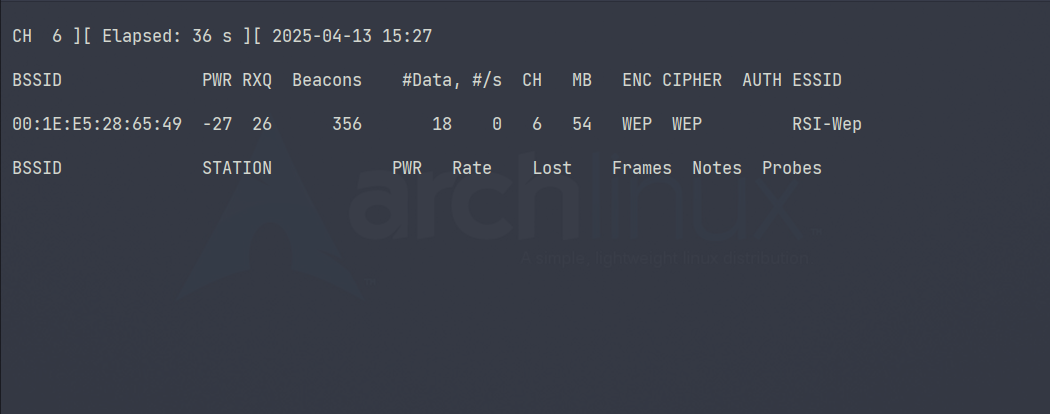 CH  6 ][ Elapsed: 36 s ][ 2025-04-13 15:27
BSSID              PWR RXQ  Beacons    #Data, #/s  CH   MB   ENC CIPHER  AUTH ESSID
00:1E:E5:28:65:49  -27  26      356       18    0   6   54   WEP  WEP         RSI-Wep
BSSID              STATION            PWR   Rate    Lost    Frames  Notes  Probes
archlinux
A simple, lightweight linux distribution.